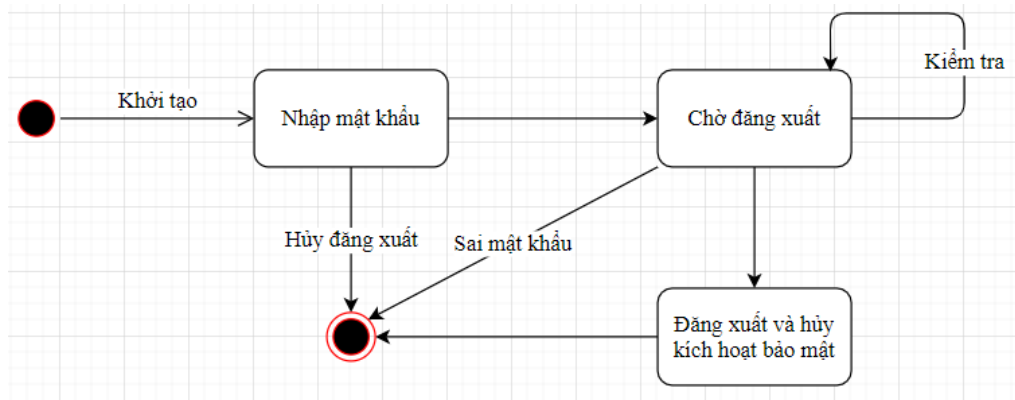 Kiểm tra
Khởi tạo
Nhập mật khẩu
Chờ đăng xuất
Hủy đăng xuất
Sai mật khẩu
Đăng xuất và hủy
kích hoạt bảo mật